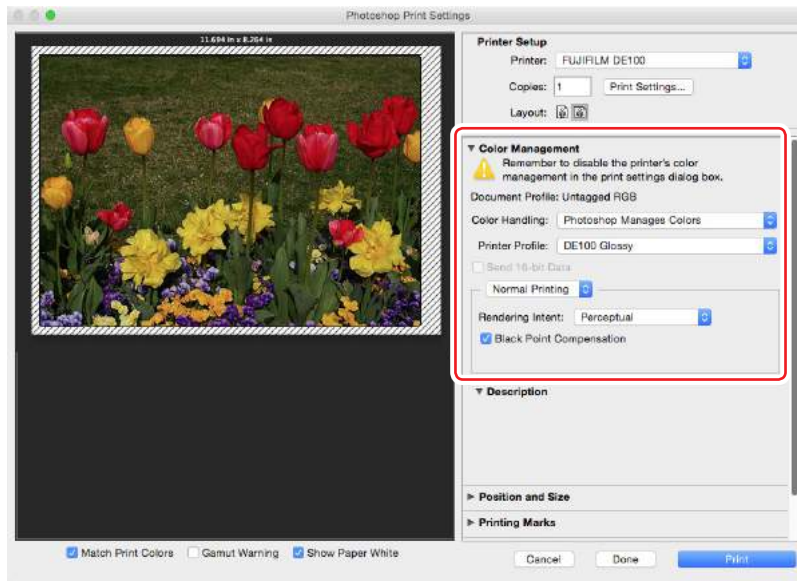 Photoshop Print Settings
11.694 in x 8.264 in
Printer Setup
Printer: FUJIFILM DE100
Copies: 1 Print Settings...
Layout:
Color Management
Remember to disable the printer's color
management in the print settings dialog box.
Document Profile: Untagged RGB
Color Handling: Photoshop Manages Colors
Printer Profile: DE100 Glossy
Send 16-bit Data
Normal Printing
Rendering Intent: Perceptual
Black Point Compensation
Description
Position and Size
Printing Marks
Match Print Colors Gamut Warning Show Paper White
Cancel Done Print